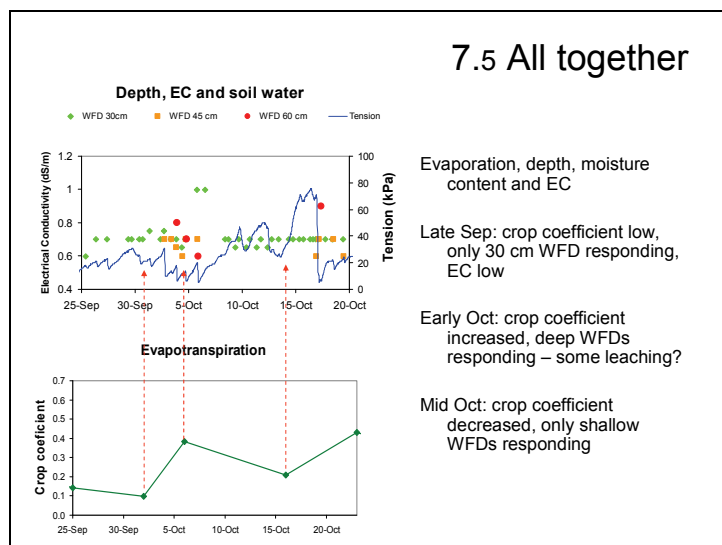 7.5 All together
Depth, EC and soil water
WFD 30cm WFD 45 cm WFD 60 cm Tension
Electrical Conductivity (dS/m)
1.2
1
0.8
0.6
0.4
100
80
60
40
20
0
Tension (kPa)
25-Sep 30-Sep 5-Oct 10-Oct 15-Oct 20-Oct
Evapotranspiration
Crop coeficient
0.7
0.6
0.5
0.4
0.3
0.2
0.1
0.0
25-Sep 30-Sep 5-Oct 10-Oct 15-Oct 20-Oct
Evaporation, depth, moisture
content and EC
Late Sep: crop coefficient low,
only 30 cm WFD responding,
EC low
Early Oct: crop coefficient
increased, deep WFDs
responding – some leaching?
Mid Oct: crop coefficient
decreased, only shallow
WFDs responding